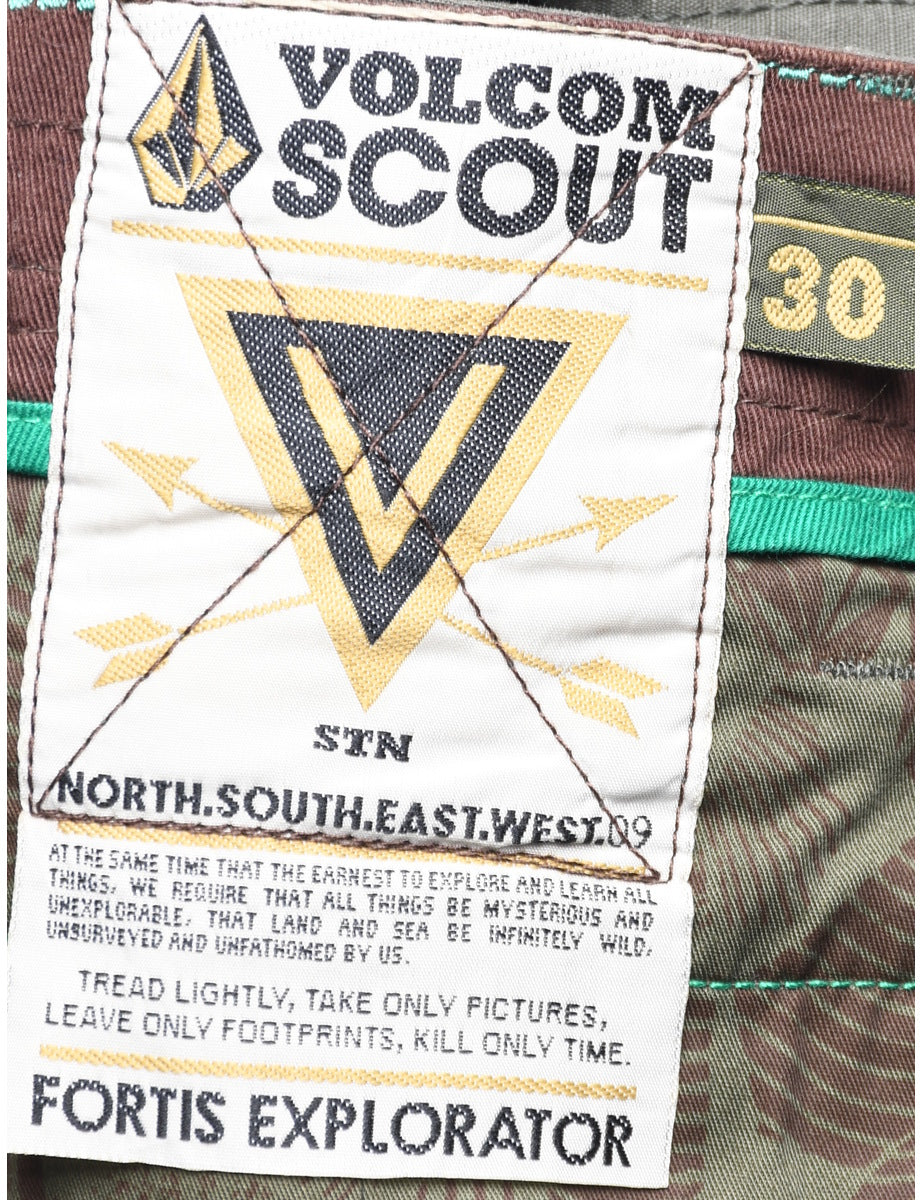 VOLCOM
SCOUT
30
STN
NORTH.SOUTH.EAST.WEST.09
AT THE SAME TIME THAT THE EARNEST TO EXPLORE AND LEARN ALL
THINGS, WE REQUIRE THAT ALL THINGS BE MYSTERIOUS AND
UNEXPLORABLE, THAT LAND AND SEA BE INFINITELY WILD,
UNSURVEYED AND UNFATHOMED BY US.
TREAD LIGHTLY, TAKE ONLY PICTURES,
LEAVE ONLY FOOTPRINTS, KILL ONLY TIME.
FORTIS EXPLORATOR